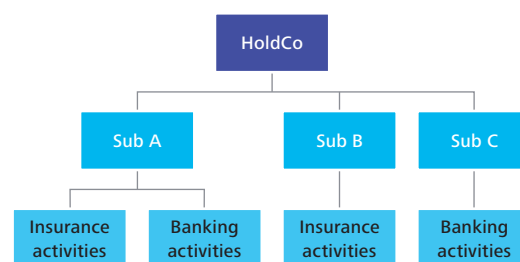 HoldCo
Sub A
Sub B
Sub C
Insurance
activities
Banking
activities
Insurance
activities
Banking
activities